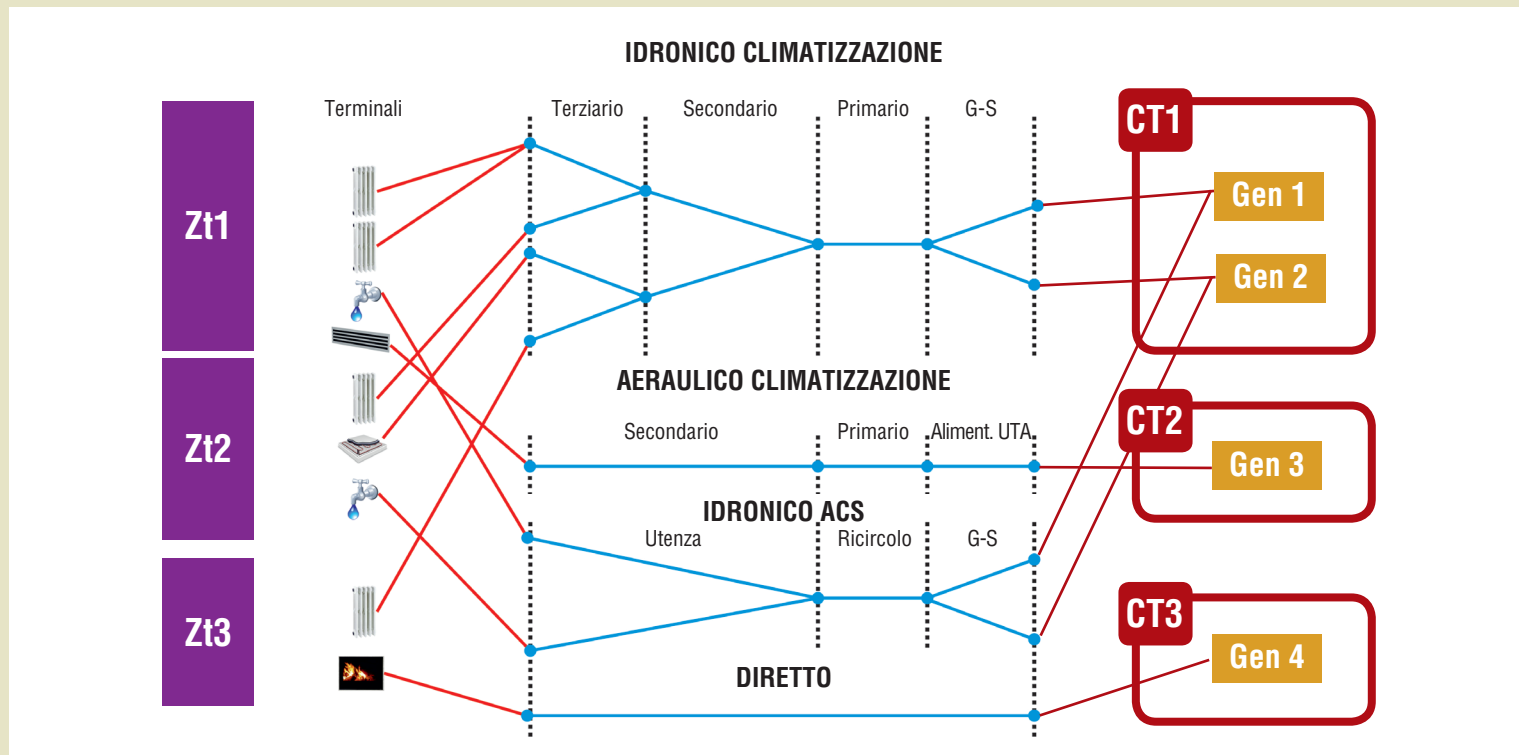 IDRONICO CLIMATIZZAZIONE
Terminali Terziario Secondario Primario G-S
CT1
Zt1
Gen 1
Gen 2
AERAULICO CLIMATIZZAZIONE
Secondario Primario Aliment. UTA
CT2
Zt2
Gen 3
IDRONICO ACS
Utenza Ricircolo G-S
CT3
Zt3
Gen 4
DIRETTO